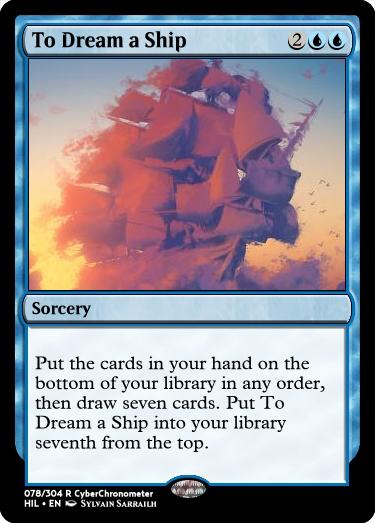 To Dream a Ship 2
Sorcery
Put the cards in your hand on the
bottom of your library in any order,
then draw seven cards. Put To
Dream a Ship into your library
seventh from the top.
078/304 R CyberChronometer
HIL • EN Sylvain Sarrailh